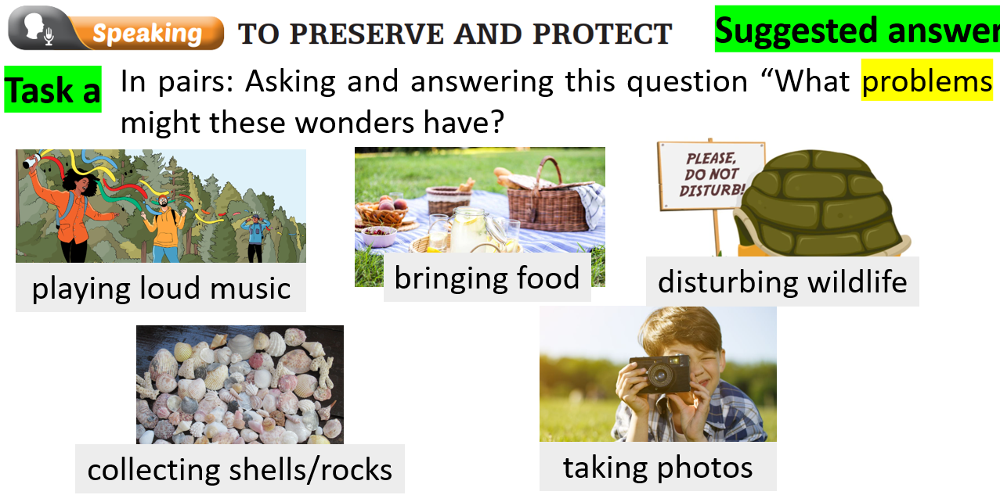 Speaking TO PRESERVE AND PROTECT
Suggested answer
Task a
In pairs: Asking and answering this question “What problems
might these wonders have?
PLEASE,
DO NOT
DISTURB!
playing loud music
bringing food
disturbing wildlife
collecting shells/rocks
taking photos